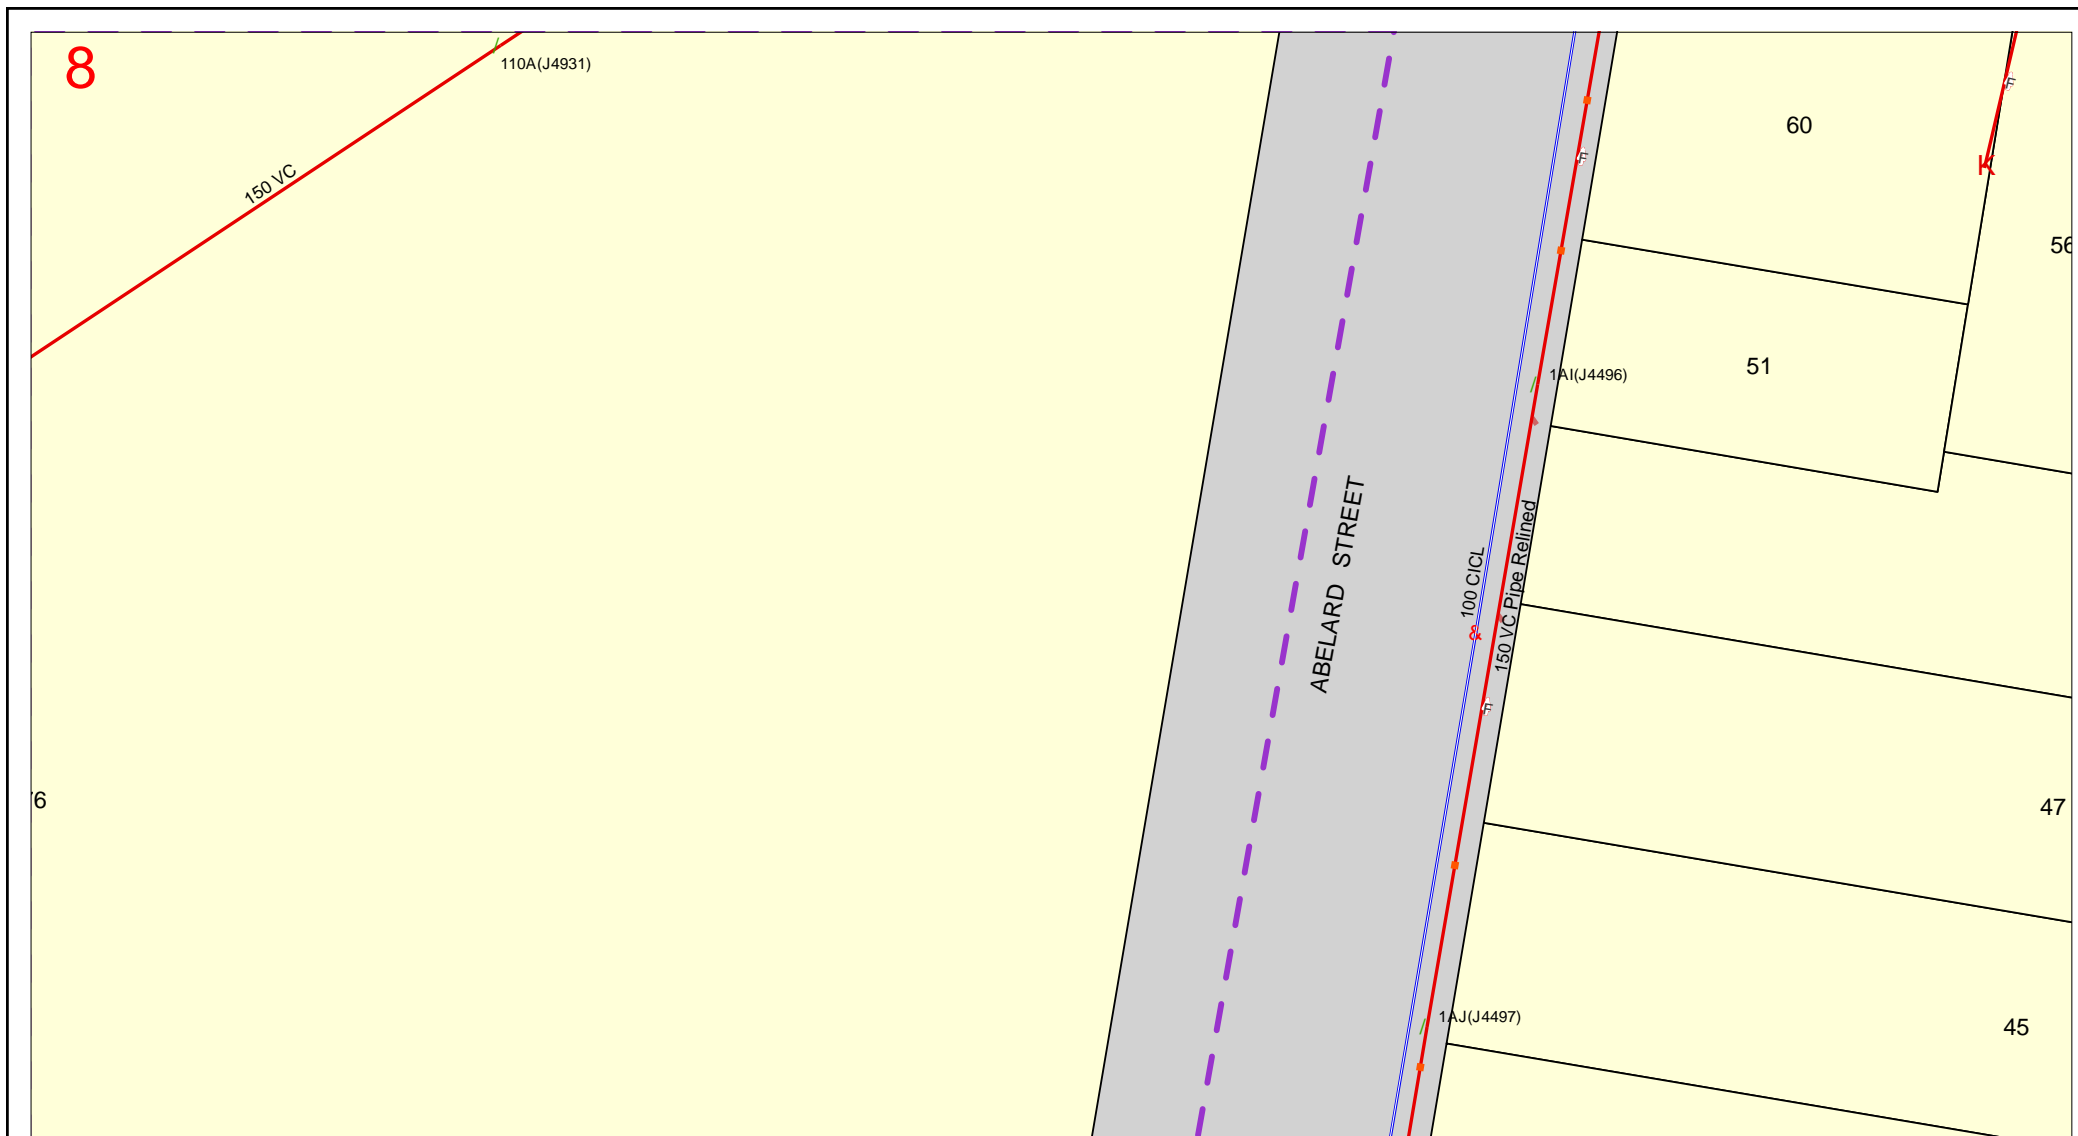 8
110A(J4931)
150 VC
60
K
56
51
1AI(J4496)
ABELARD STREET
100 CICL
&
150 VC Pipe Relined
76
47
1AJ(J4497)
45